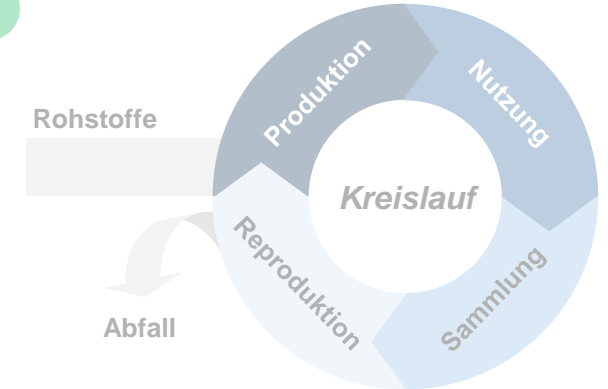 Produktion
Nutzung
Rohstoffe
Kreislauf
Reproduktion
Sammlung
Abfall